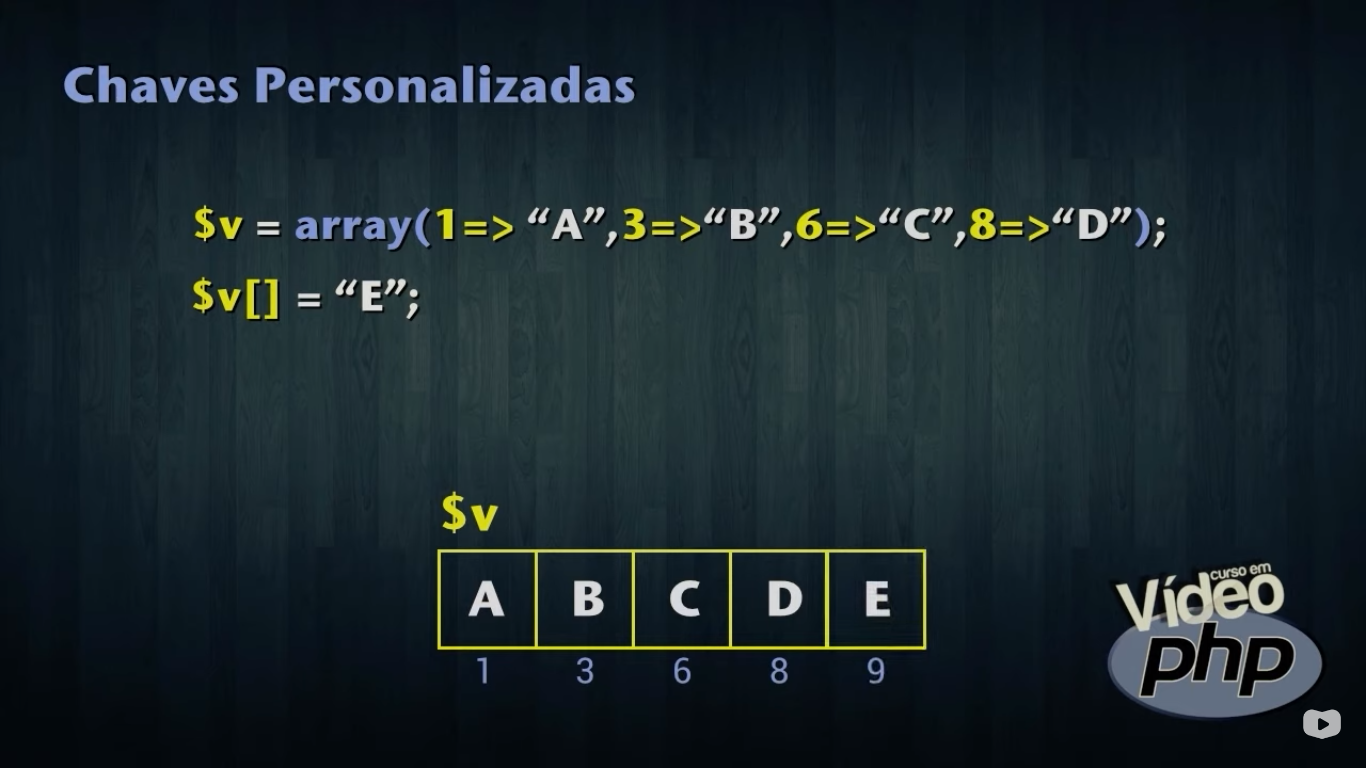 Chaves Personalizadas
$v = array(1=> “A”,3=>“B”,6=>“C”,8=>“D”);
$v[] = “E”;
$v
A B C D E
1 3 6 8 9
curso em
Vídeo
php